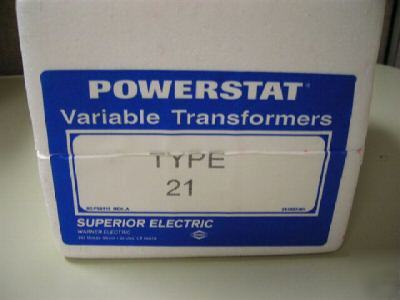 POWERSTAT®
Variable Transformers
TYPE
21
SUPERIOR ELECTRIC
WARNER ELECTRIC